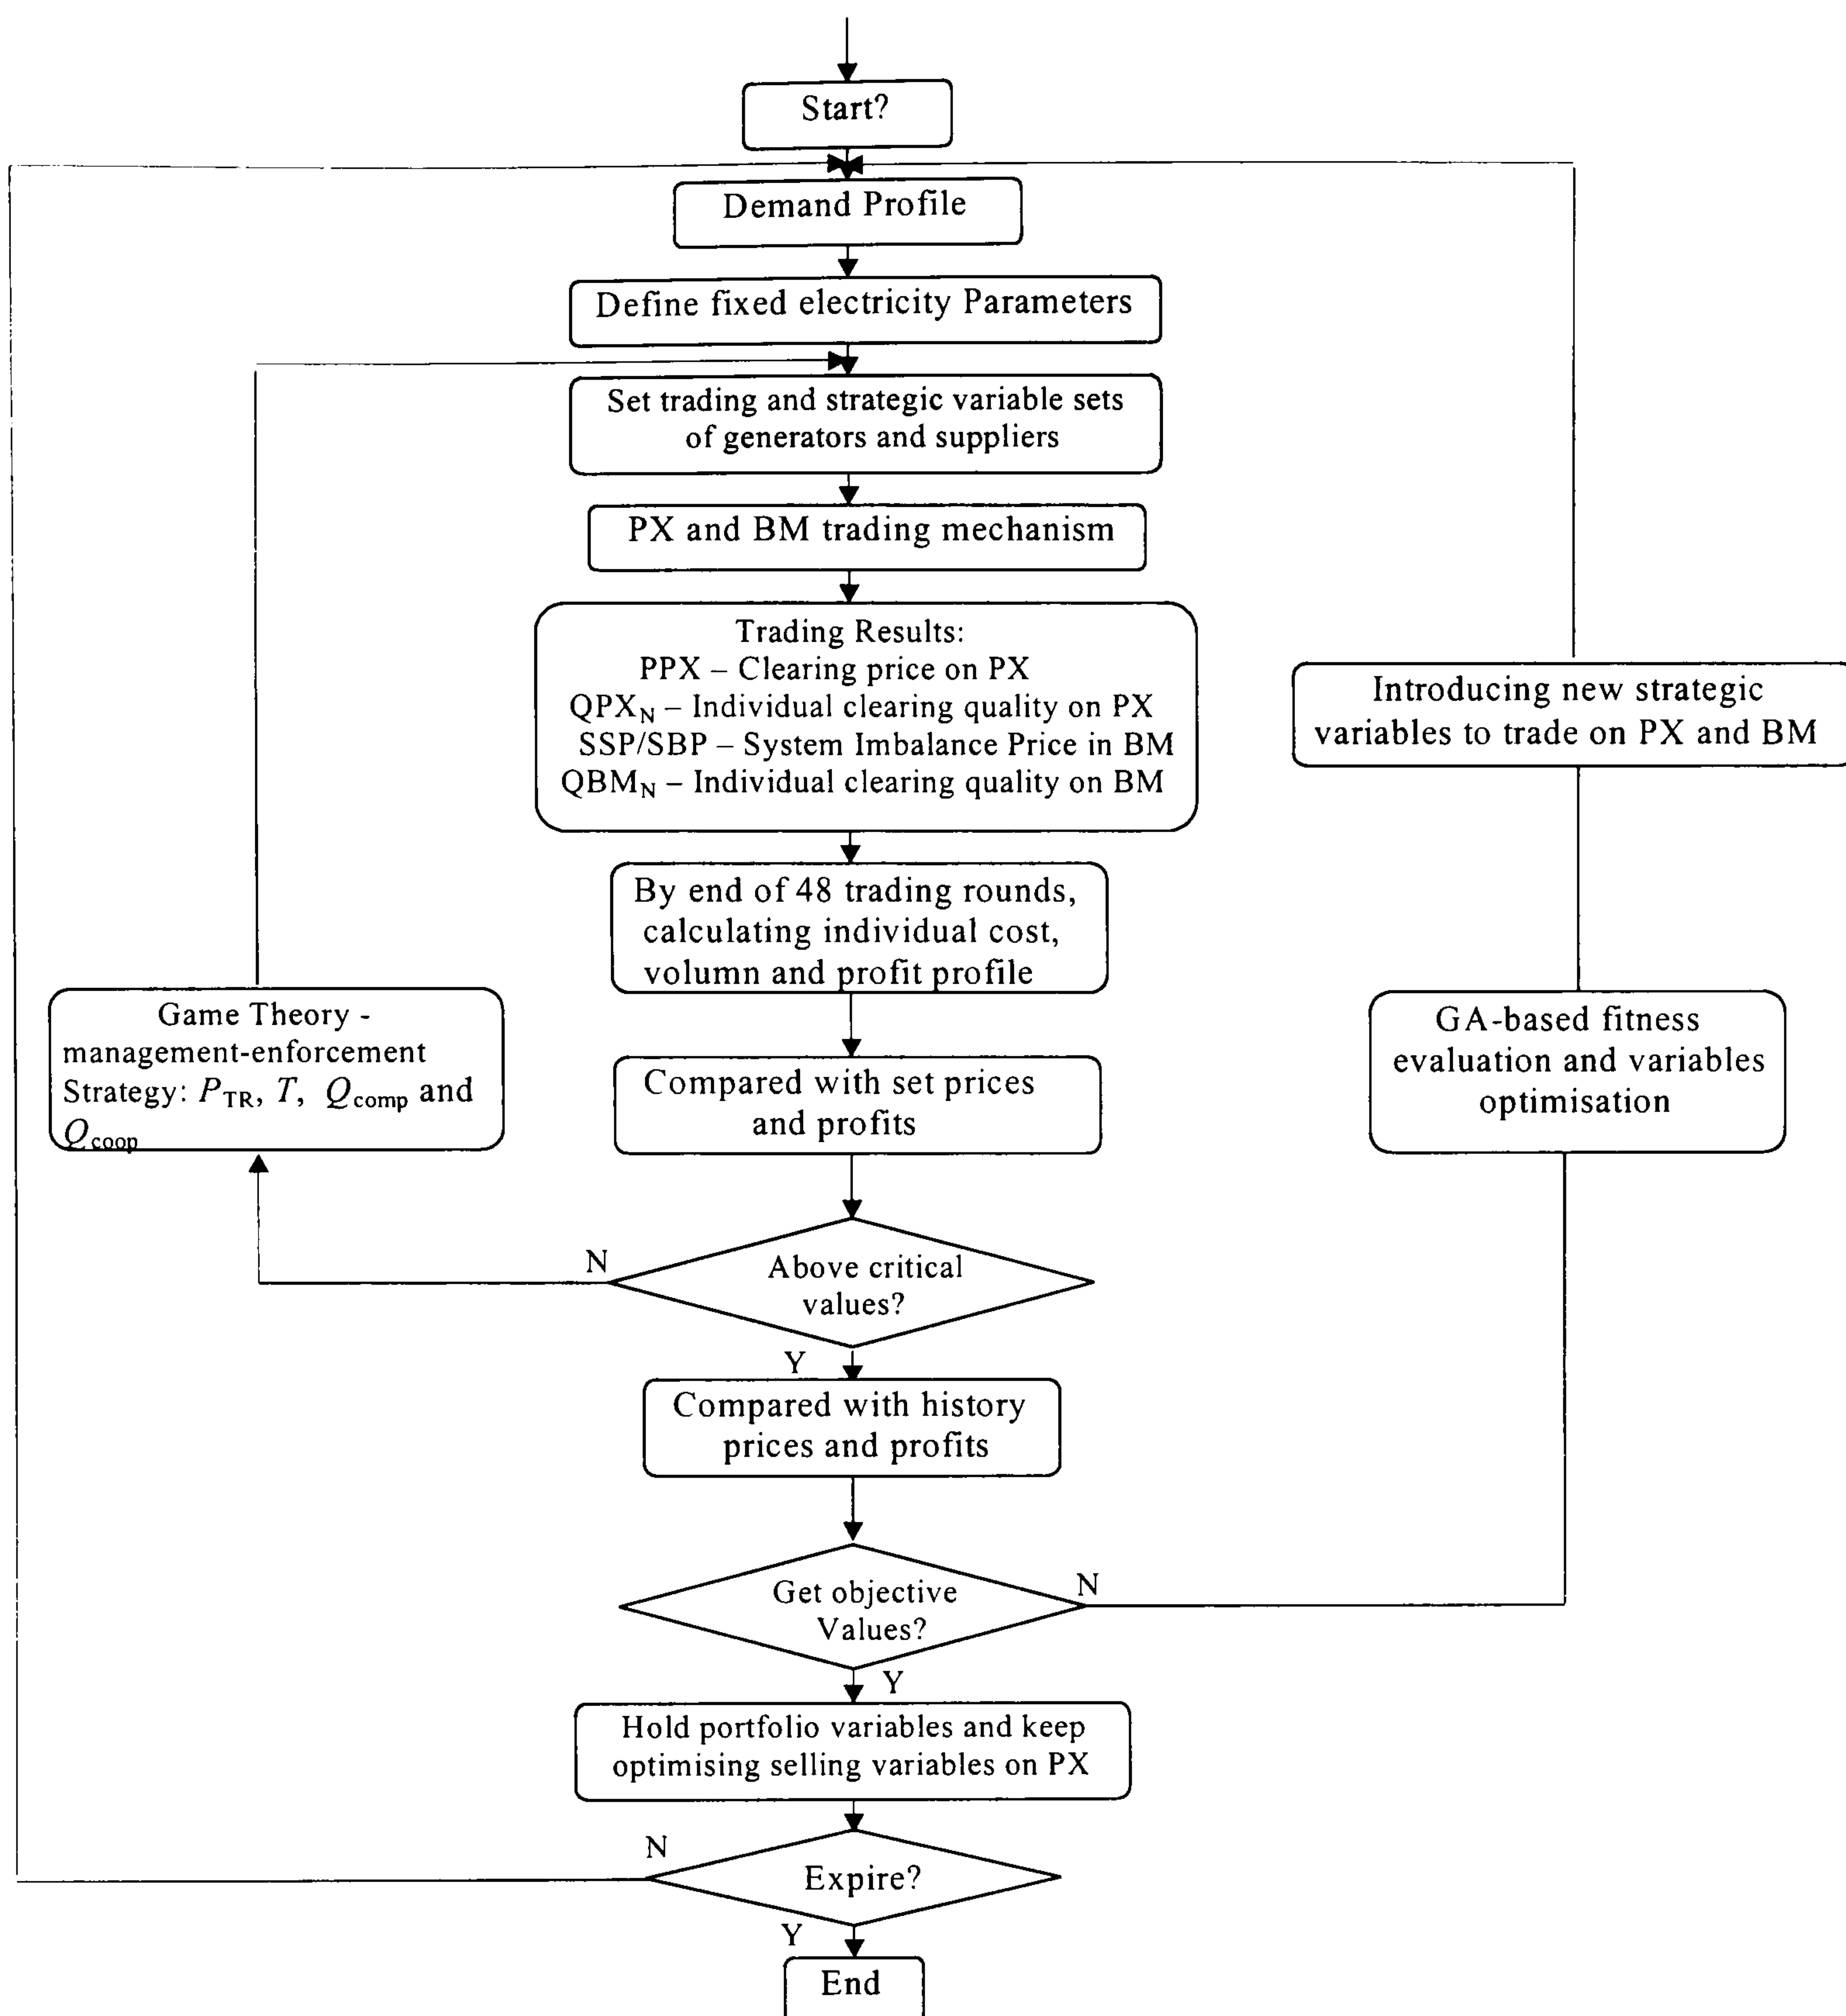 Start?
Demand Profile
Define fixed electricity Parameters
Set trading and strategic variable sets
of generators and suppliers
PX and BM trading mechanism
Trading Results:
PPX – Clearing price on PX
QPX_N – Individual clearing quality on PX
SSP/SBP – System Imbalance Price in BM
QBM_N – Individual clearing quality on BM
Introducing new strategic
variables to trade on PX and BM
By end of 48 trading rounds,
calculating individual cost,
volumn and profit profile
Game Theory -
management-enforcement
Strategy: P_TR, T, Q_comp and
Q_coop
GA-based fitness
evaluation and variables
optimisation
Compared with set prices
and profits
N
Above critical
values?
Y
Compared with history
prices and profits
Get objective
Values?
N
Y
Hold portfolio variables and keep
optimising selling variables on PX
N
Expire?
Y
End